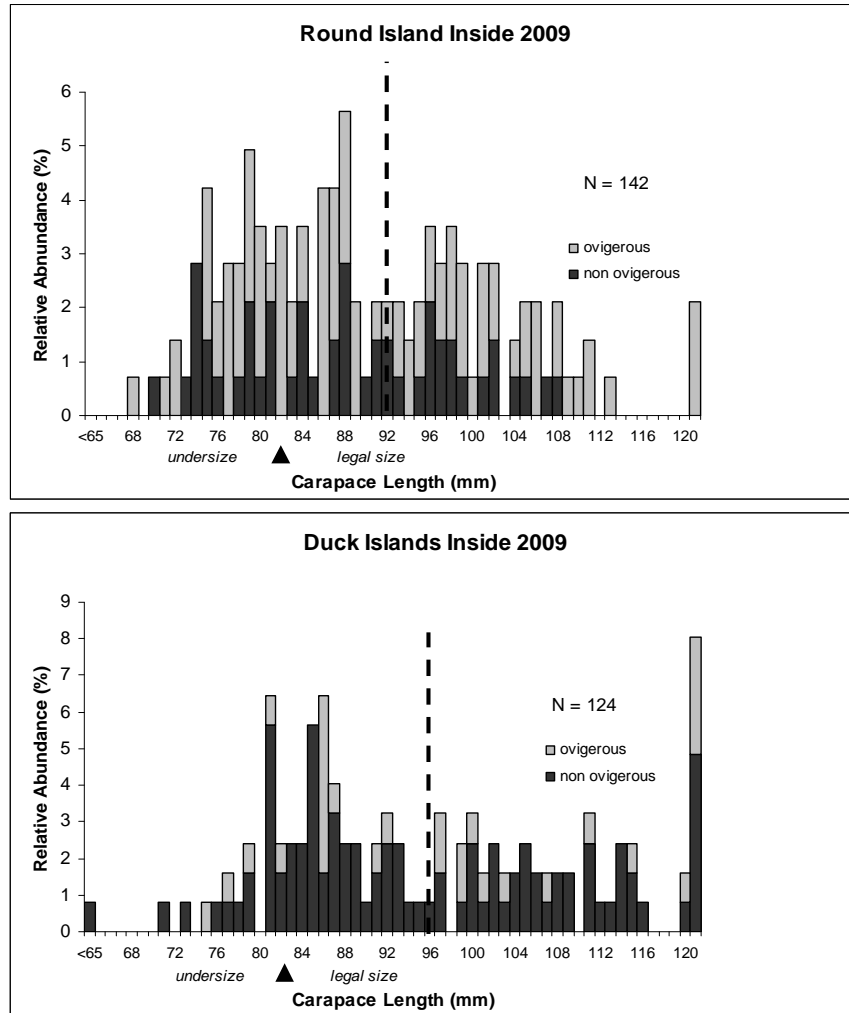 Round Island Inside 2009
Relative Abnundance (%)
6
5
4
3
2
1
0
N = 142
ovigerous
non ovigerous
<65 68 72 76 80 84 88 92 96 100 104 108 112 116 120
undersize legal size
Carapace Length (mm)
Duck Islands Inside 2009
Relative Abundance (%)
9
8
7
6
5
4
3
2
1
0
N = 124
ovigerous
non ovigerous
<65 68 72 76 80 84 88 92 96 100 104 108 112 116 120
undersize legal size
Carapace Length (mm)